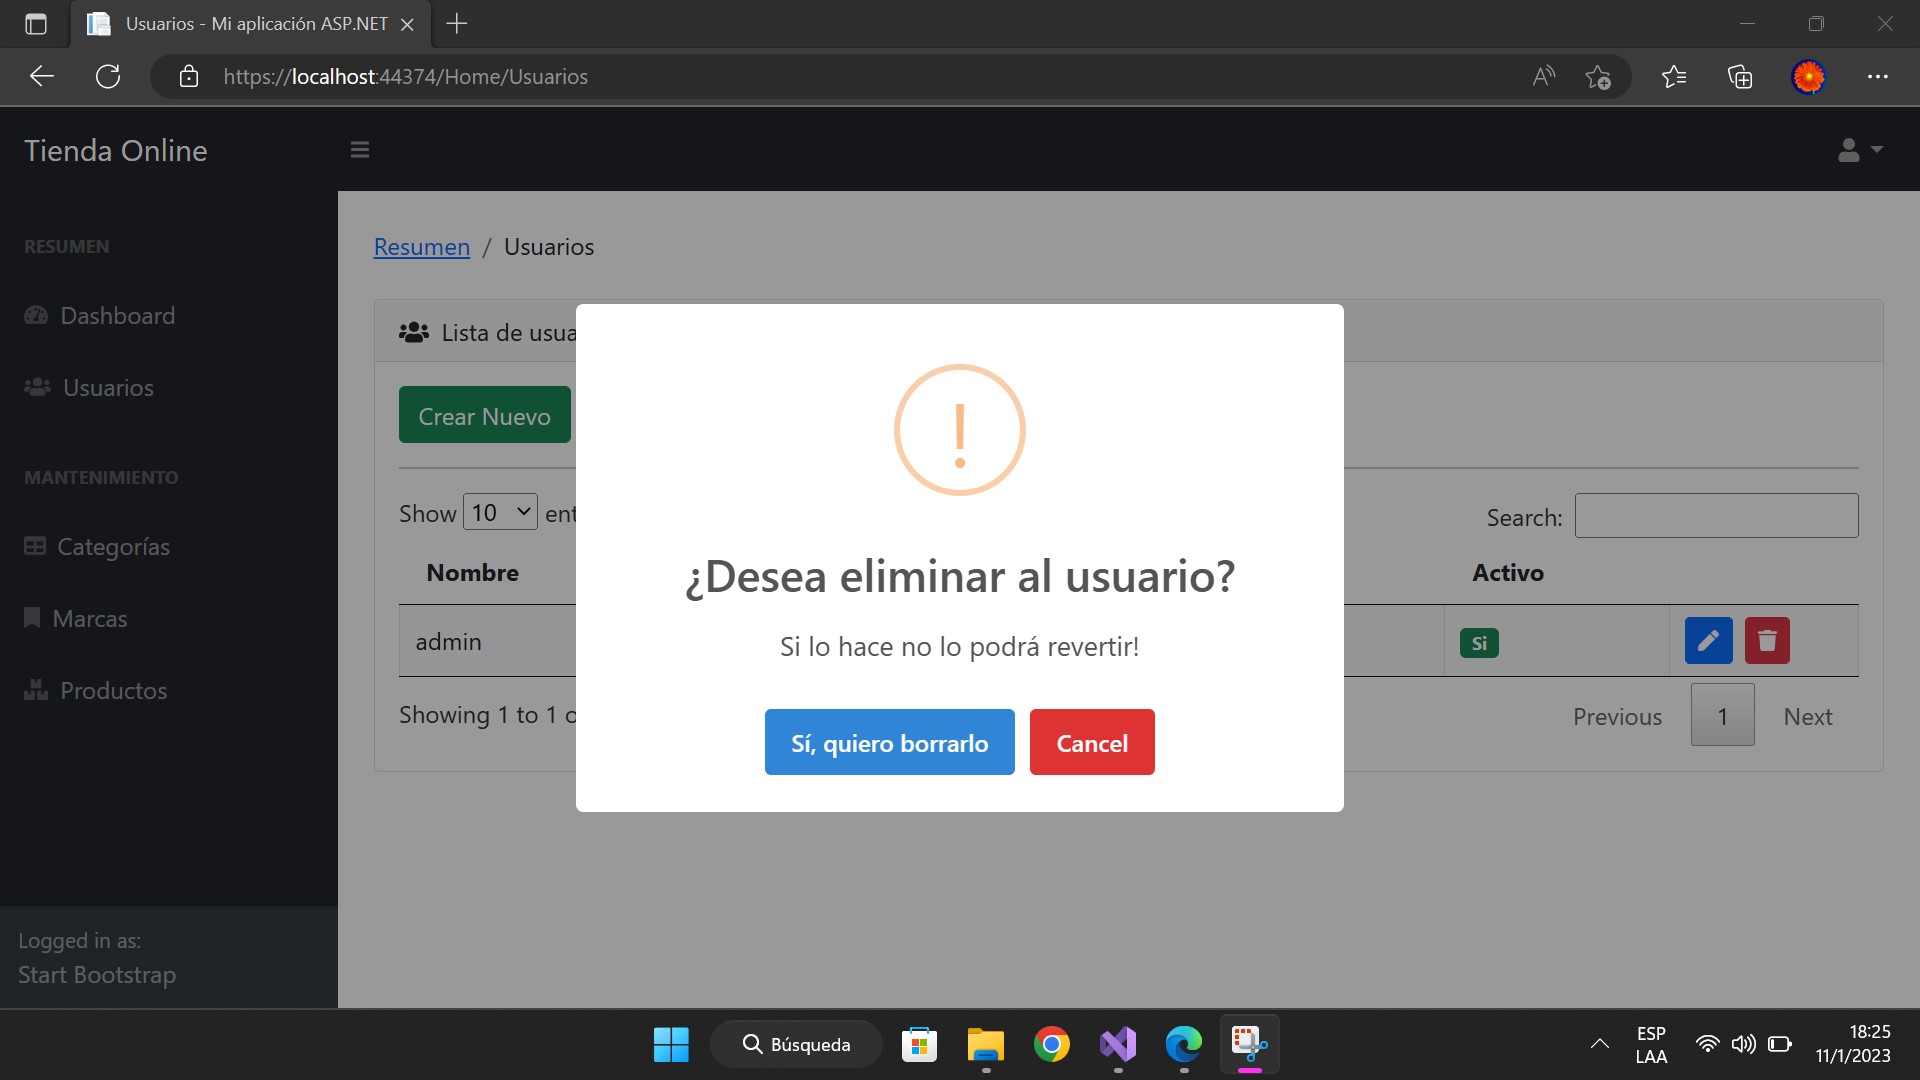 Usuarios - Mi aplicación ASP.NET
https://localhost:44374/Home/Usuarios
Tienda Online
RESUMEN
Dashboard
Usuarios
MANTENIMIENTO
Categorías
Marcas
Productos
Logged in as:
Start Bootstrap
Resumen / Usuarios
Lista de usua
Crear Nuevo
Show 10 ent
Search:
Nombre
Activo
admin
Si
Showing 1 to 1 o
Previous 1 Next
!
¿Desea eliminar al usuario?
Si lo hace no lo podrá revertir!
Sí, quiero borrarlo
Cancel
Búsqueda
ESP
LAA
18:25
11/1/2023